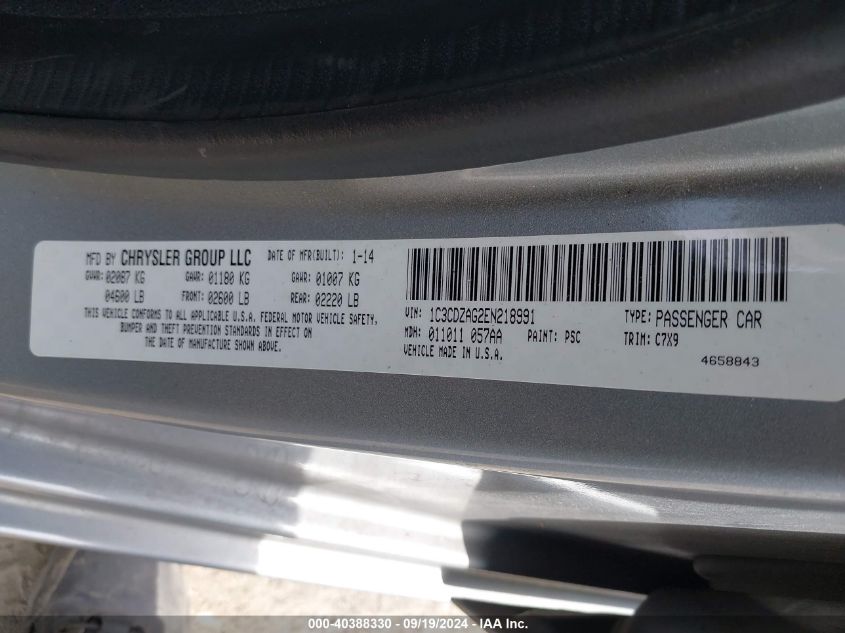 MFD BY CHRYSLER GROUP LLC DATE OF MFR(BUILT): 1-14
GVWR: 02087 KG GAWR: 01180 KG GAWR: 01007 KG
04600 LB FRONT: 02600 LB REAR: 02220 LB
THIS VEHICLE CONFORMS TO ALL APPLICABLE U.S.A. FEDERAL MOTOR VEHICLE SAFETY,
BUMPER AND THEFT PREVENTION STANDARDS IN EFFECT ON
THE DATE OF MANUFACTURE SHOWN ABOVE.
VIN: 1C3CDZAG2EN218991 TYPE: PASSENGER CAR
MDH: 011011 057AA PAINT: PSC TRIM: C7X9
VEHICLE MADE IN U.S.A.
4658843
000-40388330 - 09/19/2024 - IAA Inc.